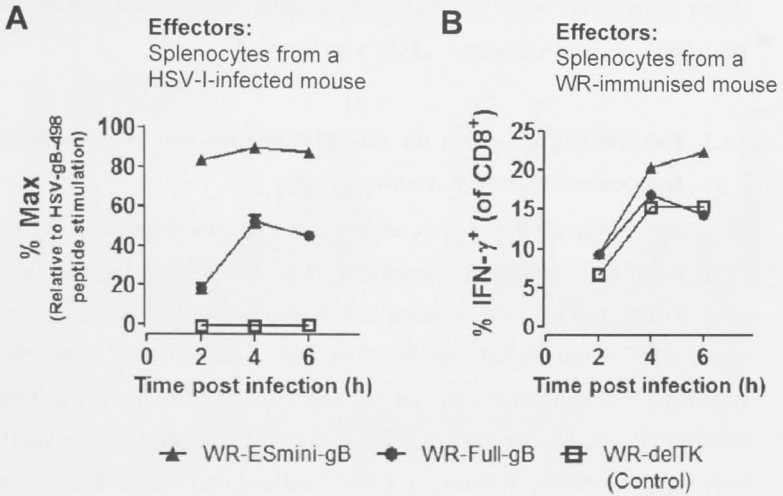 A
Effectors:
Splenocytes from a
HSV-I-infected mouse
% Max
(Relative to HSV-gB-498
peptide stimulation)
100
80
60
40
20
0
0 2 4 6
Time post infection (h)
B
Effectors:
Splenocytes from a
WR-immunised mouse
% IFN-γ+ (of CD8+)
25
20
15
10
5
0
0 2 4 6
Time post infection (h)
WR-ESmini-gB WR-Full-gB WR-delTK
(Control)